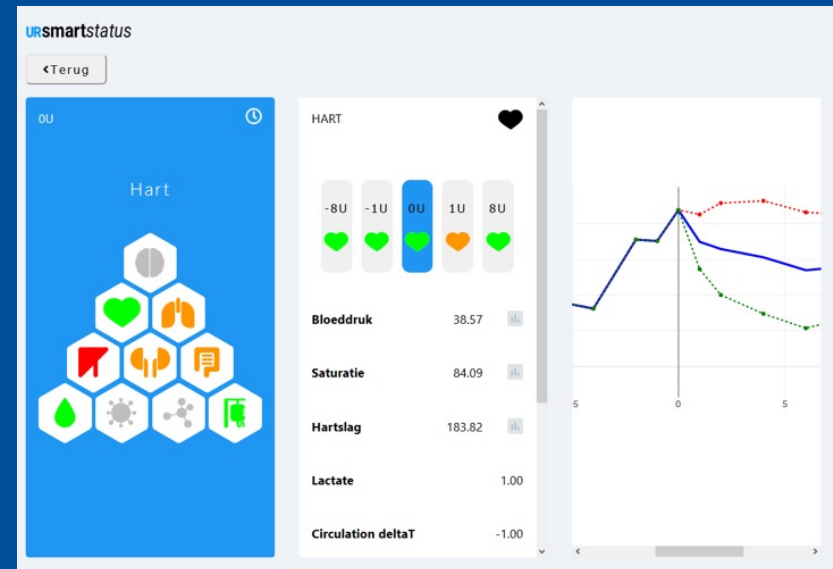 URsmartstatus
Terug
0U
Hart
HART
-8U -1U 0U 1U 8U
Bloeddruk 38.57
Saturatie 84.09
Hartslag 183.82
Lactate 1.00
Circulation deltaT -1.00
-5 0 5